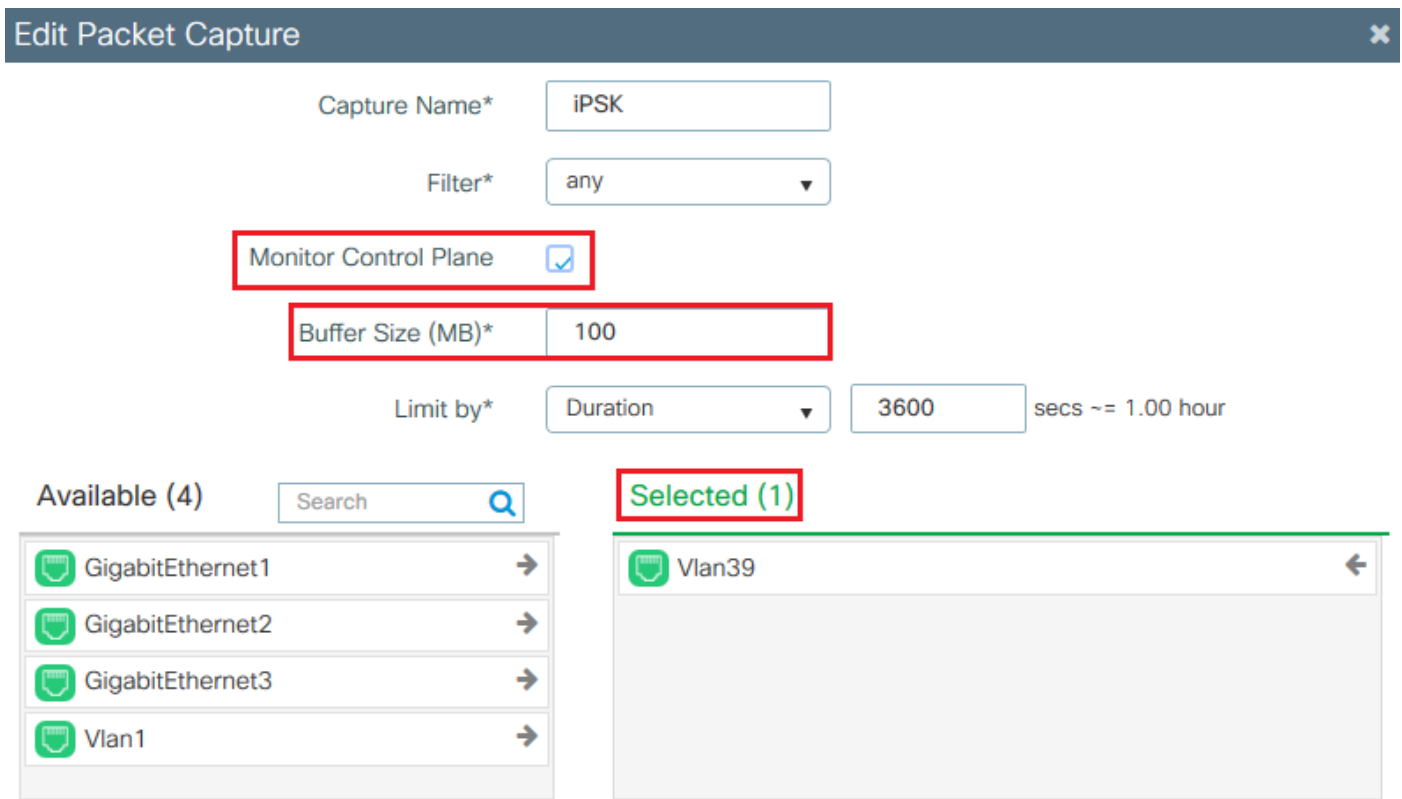 Edit Packet Capture
Capture Name* iPSK
Filter* any
Monitor Control Plane
Buffer Size (MB)* 100
Limit by* Duration 3600 secs ~= 1.00 hour
Available (4) Search Selected (1)
GigabitEthernet1 Vlan39
GigabitEthernet2
GigabitEthernet3
Vlan1